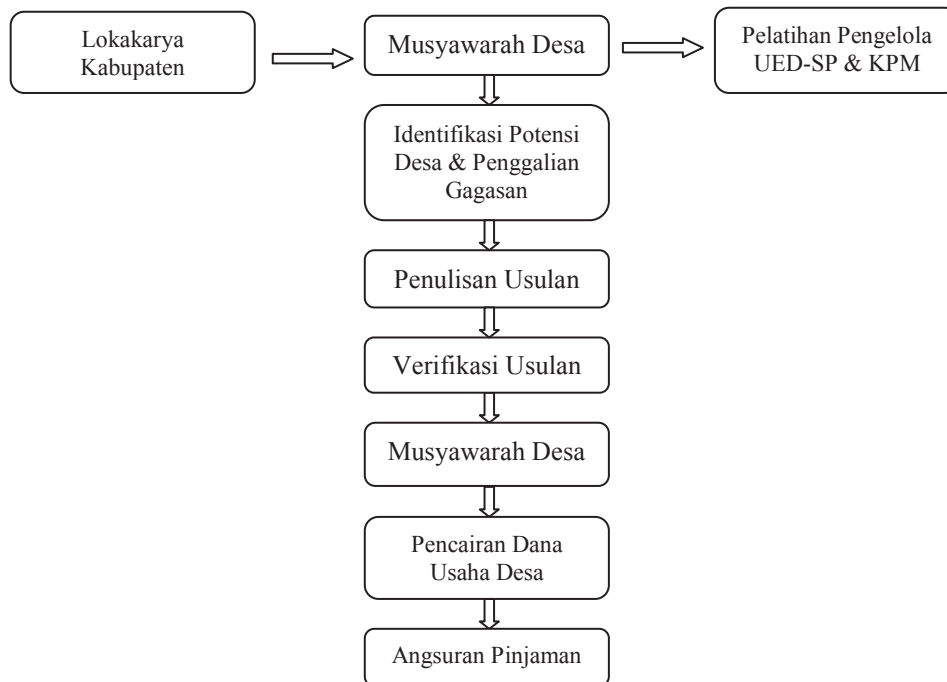 Lokakarya
Kabupaten
Musyawarah Desa
Pelatihan Pengelola
UED-SP & KPM
Identifikasi Potensi
Desa & Penggalian
Gagasan
Penulisan Usulan
Verifikasi Usulan
Musyawarah Desa
Pencairan Dana
Usaha Desa
Angsuran Pinjaman